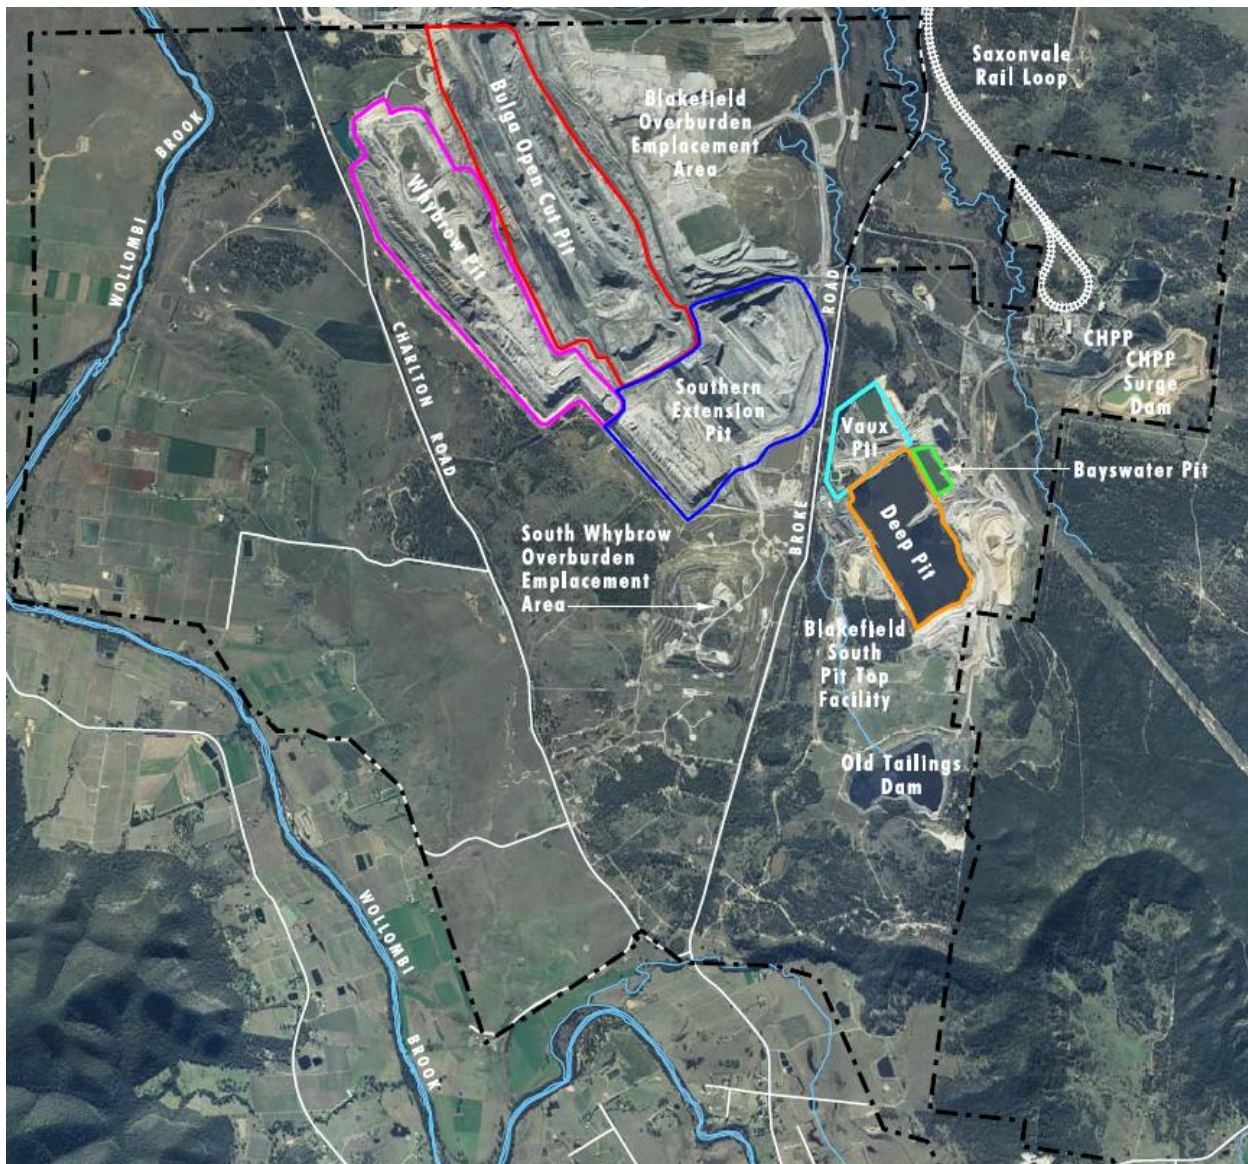 Saxonvale
Rail Loop
Blakefield
Overburden
Emplacement
Area
Bulga Open Cut Pit
Whybrow Pit
WOLLOMBI
BROOK
CHARLTON
ROAD
ROAD
BROKE
CHPP
CHPP
Surge
Dam
Southern
Extension
Pit
Vaux
Pit
Bayswater Pit
Deep Pit
South Whybrow
Overburden
Emplacement
Area
Blakefield
South
Pit Top
Facility
Old Tailings
Dam
WOLLOMBI
BROOK